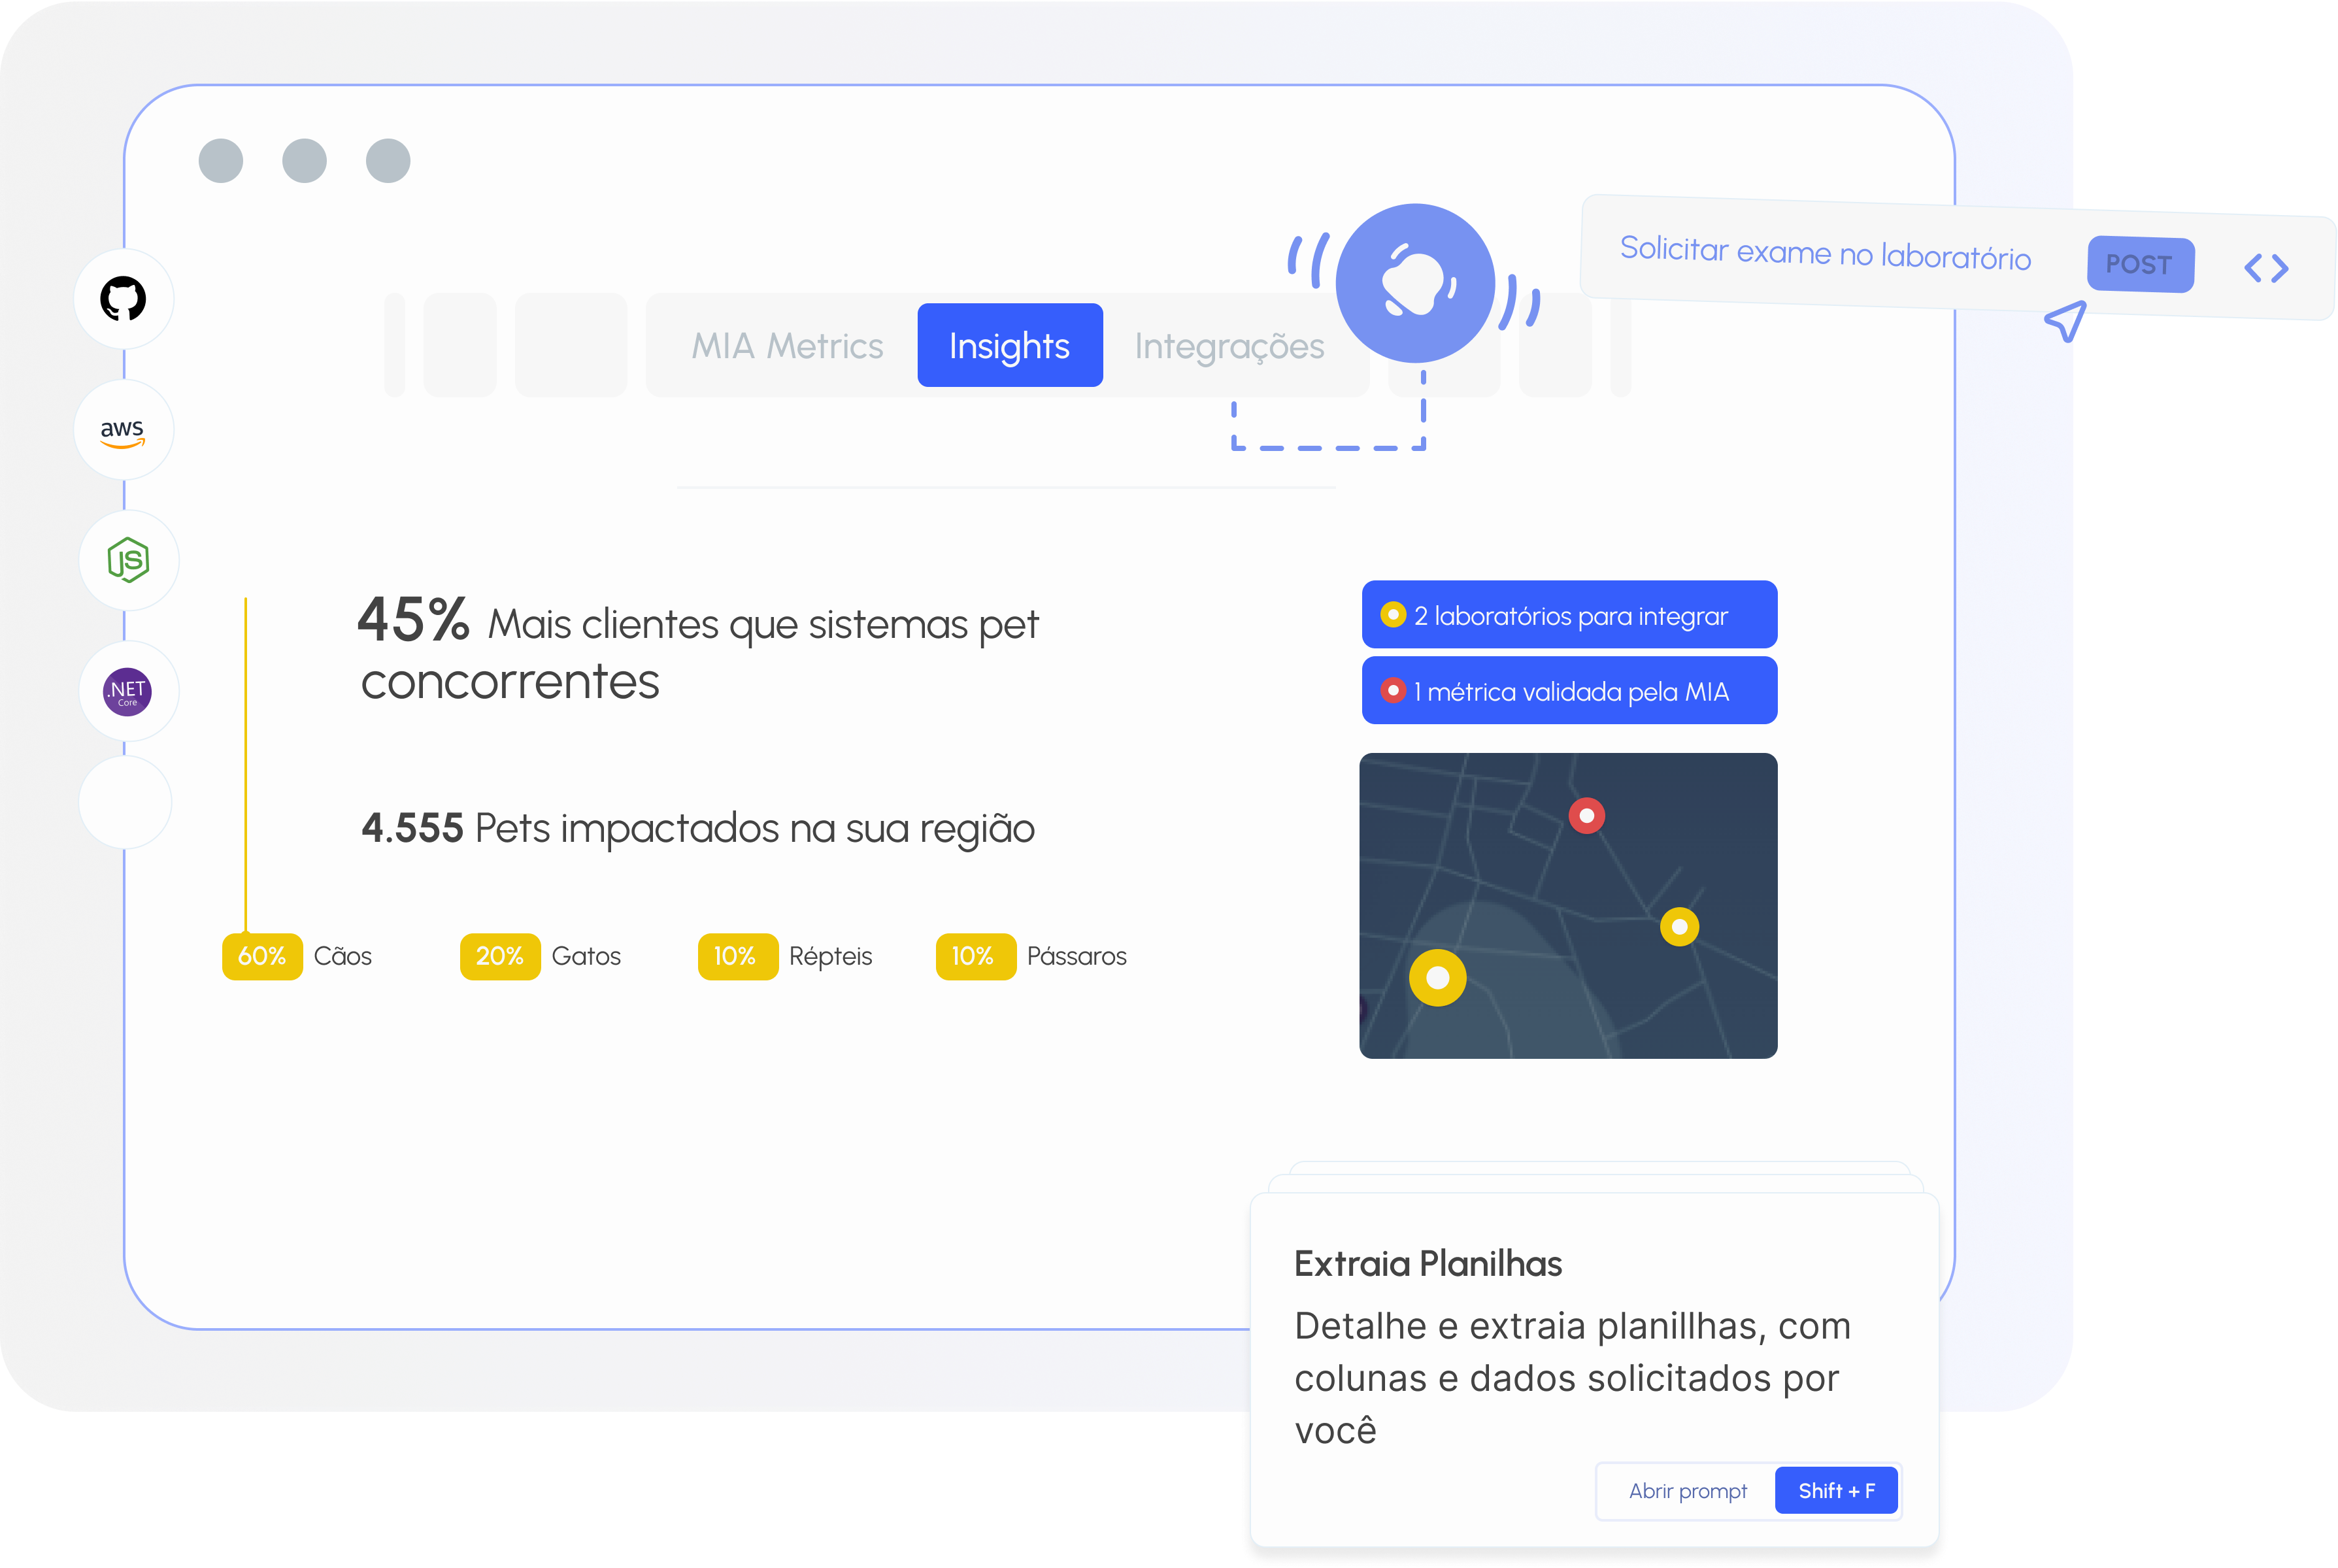 Solicitar exame no laboratório POST
MIA Metrics Insights Integrações
aws
JS
.NET
Core
45% Mais clientes que sistemas pet
concorrentes
4.555 Pets impactados na sua região
60% Cãos 20% Gatos 10% Répteis 10% Pássaros
2 laboratórios para integrar
1 métrica validada pela MIA
Extraia Planilhas
Detalhe e extraia planillhas, com
colunas e dados solicitados por
você
Abrir prompt Shift + F